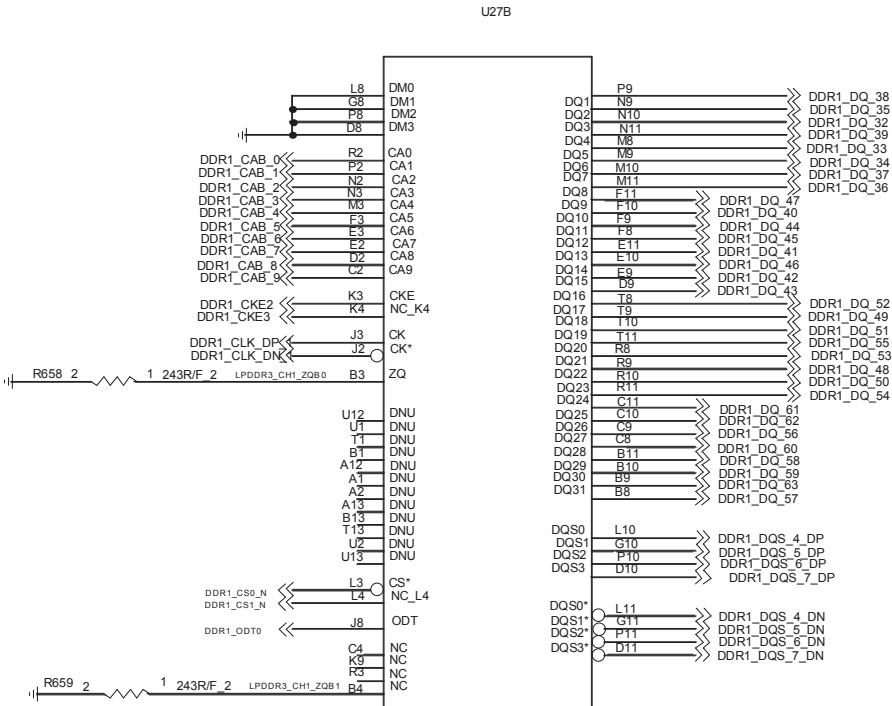 U27B
L8 DM0
G8 DM1
P8 DM2
D8 DM3
DDR1_CAB_0 R2 CA0
DDR1_CAB_1 P2 CA1
DDR1_CAB_2 N2 CA2
DDR1_CAB_3 N3 CA3
DDR1_CAB_4 M3 CA4
DDR1_CAB_5 F3 CA5
DDR1_CAB_6 E3 CA6
DDR1_CAB_7 E2 CA7
DDR1_CAB_8 D2 CA8
DDR1_CAB_9 C2 CA9
DDR1_CKE2 K3 CKE
DDR1_CKE3 K4 NC_K4
DDR1_CLK_DP J3 CK
DDR1_CLK_DN J2 CK*
R658 2 1 243R/F_2 LPDDR3_CH1_ZQB0 B3 ZQ
U12 DNU
U1 DNU
T1 DNU
B1 DNU
A12 DNU
A1 DNU
A2 DNU
A13 DNU
B13 DNU
T13 DNU
U2 DNU
U13 DNU
DDR1_CS0_N L3 CS*
DDR1_CS1_N L4 NC_L4
DDR1_ODT0 J8 ODT
C4 NC
K9 NC
R3 NC
R659 2 1 243R/F_2 LPDDR3_CH1_ZQB1 B4 NC
P9 DDR1_DQ_38
DQ1 N9 DDR1_DQ_35
DQ2 N10 DDR1_DQ_32
DQ3 N11 DDR1_DQ_39
DQ4 M8 DDR1_DQ_33
DQ5 M9 DDR1_DQ_34
DQ6 M10 DDR1_DQ_37
DQ7 M11 DDR1_DQ_36
DQ8 F11 DDR1_DQ_47
DQ9 F10 DDR1_DQ_40
DQ10 F9 DDR1_DQ_44
DQ11 F8 DDR1_DQ_45
DQ12 E11 DDR1_DQ_41
DQ13 E10 DDR1_DQ_46
DQ14 E9 DDR1_DQ_42
DQ15 D9 DDR1_DQ_43
DQ16 T8 DDR1_DQ_52
DQ17 T9 DDR1_DQ_49
DQ18 T10 DDR1_DQ_51
DQ19 T11 DDR1_DQ_55
DQ20 R8 DDR1_DQ_53
DQ21 R9 DDR1_DQ_48
DQ22 R10 DDR1_DQ_50
DQ23 R11 DDR1_DQ_54
DQ24 C11 DDR1_DQ_61
DQ25 C10 DDR1_DQ_62
DQ26 C9 DDR1_DQ_56
DQ27 C8 DDR1_DQ_60
DQ28 B11 DDR1_DQ_58
DQ29 B10 DDR1_DQ_59
DQ30 B9 DDR1_DQ_63
DQ31 B8 DDR1_DQ_57
DQS0 L10 DDR1_DQS_4_DP
DQS1 G10 DDR1_DQS_5_DP
DQS2 P10 DDR1_DQS_6_DP
DQS3 D10 DDR1_DQS_7_DP
DQS0* L11 DDR1_DQS_4_DN
DQS1* G11 DDR1_DQS_5_DN
DQS2* P11 DDR1_DQS_6_DN
DQS3* D11 DDR1_DQS_7_DN